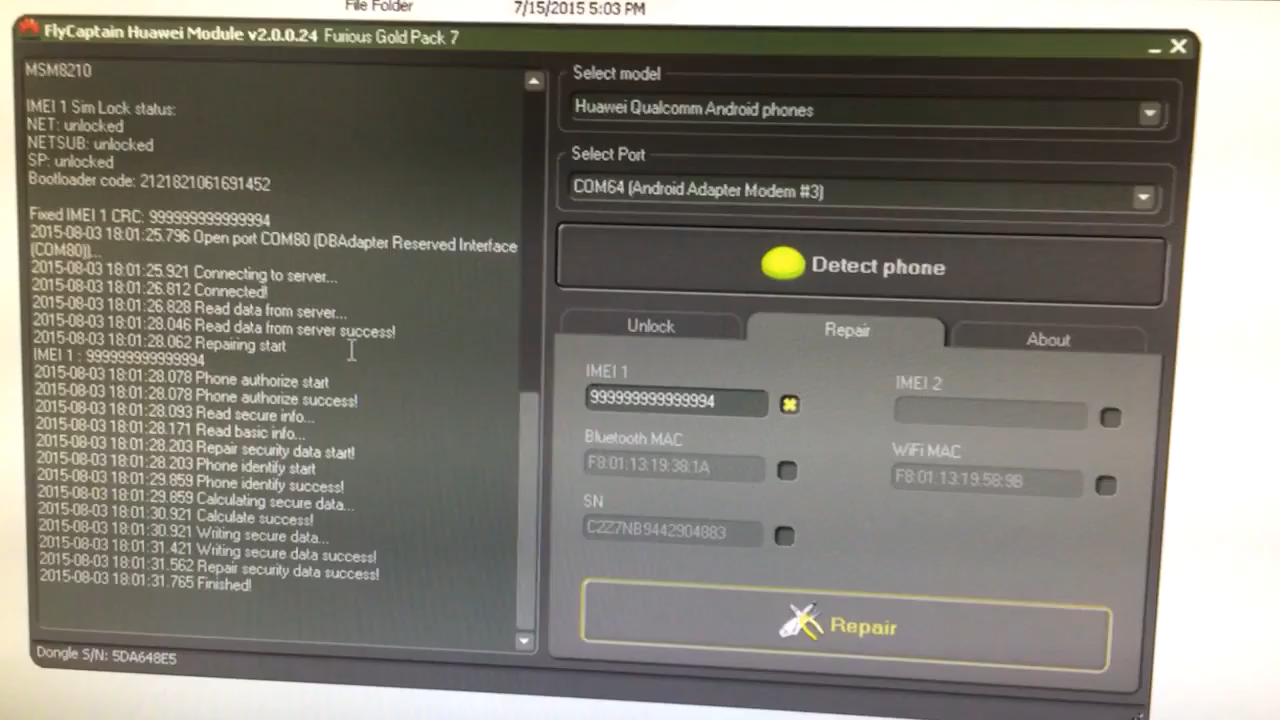 File Folder 7/15/2015 5:03 PM
FlyCaptain Huawei Module v2.0.0.24 Furious Gold Pack 7
MSM8210
IMEI 1 Sim Lock status:
NET: unlocked
NETSUB: unlocked
SP: unlocked
Bootloader code: 2121821061691452
Fixed IMEI 1 CRC: 999999999999994
2015-08-03 18:01:25.796 Open port COM80 (DBAdapter Reserved Interface
(COM80))...
2015-08-03 18:01:25.921 Connecting to server...
2015-08-03 18:01:26.812 Connected!
2015-08-03 18:01:26.828 Read data from server...
2015-08-03 18:01:28.046 Read data from server success!
2015-08-03 18:01:28.062 Repairing start
IMEI 1 : 999999999999994
2015-08-03 18:01:28.078 Phone authorize start
2015-08-03 18:01:28.078 Phone authorize success!
2015-08-03 18:01:28.093 Read secure info...
2015-08-03 18:01:28.171 Read basic info...
2015-08-03 18:01:28.203 Repair security data start!
2015-08-03 18:01:28.203 Phone identify start
2015-08-03 18:01:29.859 Phone identify success!
2015-08-03 18:01:29.859 Calculating secure data...
2015-08-03 18:01:30.921 Calculate success!
2015-08-03 18:01:30.921 Writing secure data...
2015-08-03 18:01:31.421 Writing secure data success!
2015-08-03 18:01:31.562 Repair security data success!
2015-08-03 18:01:31.765 Finished!
Dongle S/N: 5DA648E5
Select model
Huawei Qualcomm Android phones
Select Port
COM64 (Android Adapter Modem #3)
Detect phone
Unlock Repair About
IMEI 1 IMEI 2
999999999999994
Bluetooth MAC WiFi MAC
F8:01:13:19:38:1A F8:01:13:19:58:9B
SN
C2Z7NB9442904883
Repair